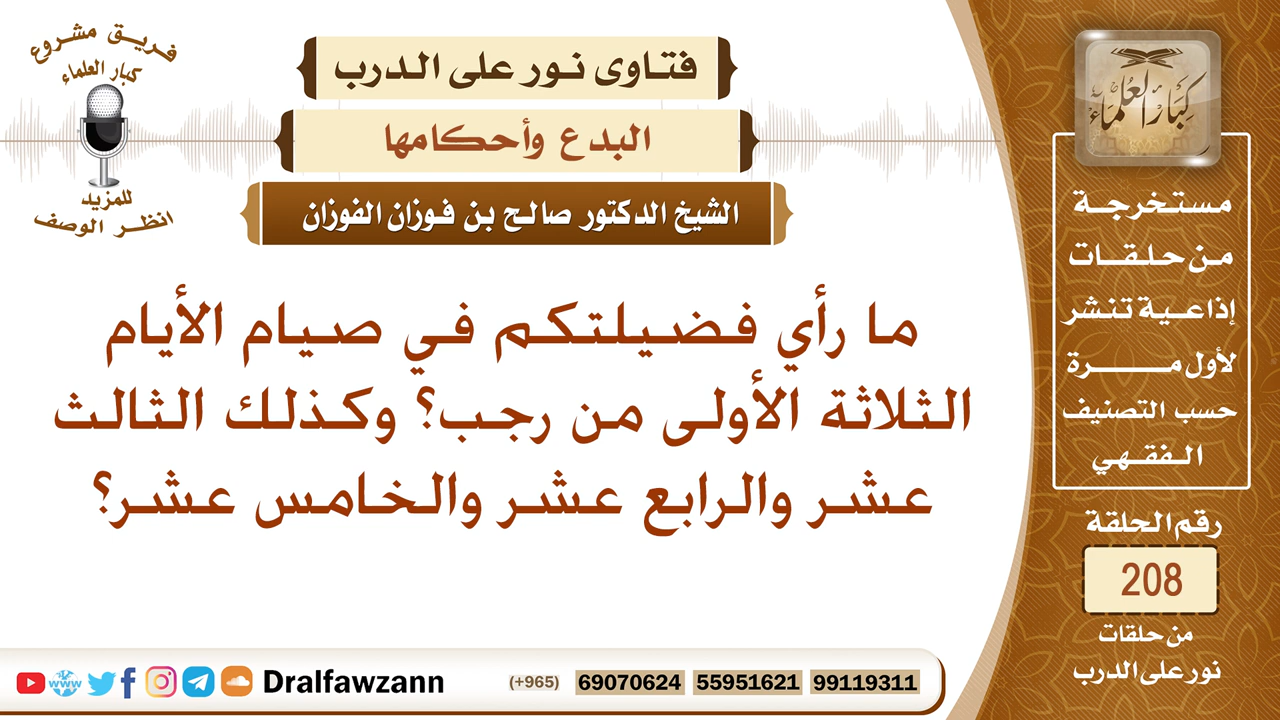 فريق مشروع
كبار العلماء
للمزيد
انظر الوصف
فتاوى نور على الدرب
البدع وأحكامها
الشيخ الدكتور صالح بن فوزان الفوزان
ما رأي فضيلتكم في صيام الأيام
الثلاثة الأولى من رجب؟ وكذلك الثالث
عشر والرابع عشر والخامس عشر؟
كبار العلماء
مستخرجة
من حلقات
إذاعية تنشر
لأول مرة
حسب التصنيف
الفقهي
رقم الحلقة
208
من حلقات
نور على الدرب
www
Dralfawzann (+965) 69070624 55951621 99119311